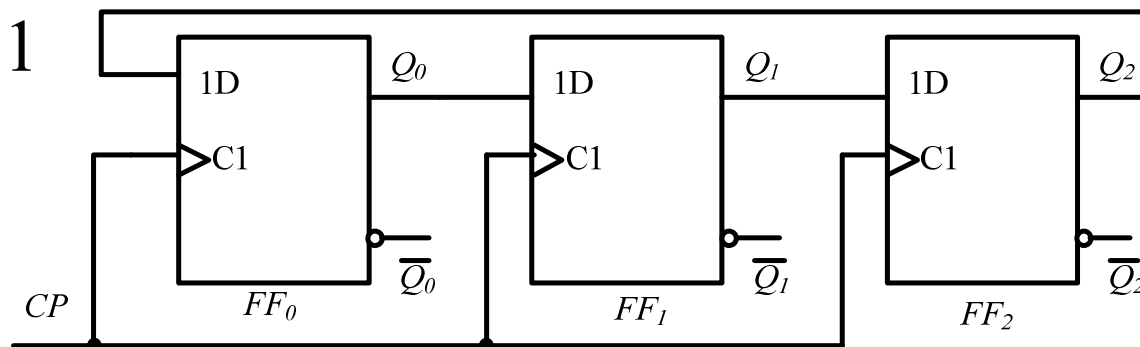 1
Q0 Q1 Q2
1D 1D 1D
C1 C1 C1
Q̅0 Q̅1 Q̅2
CP FF0 FF1 FF2